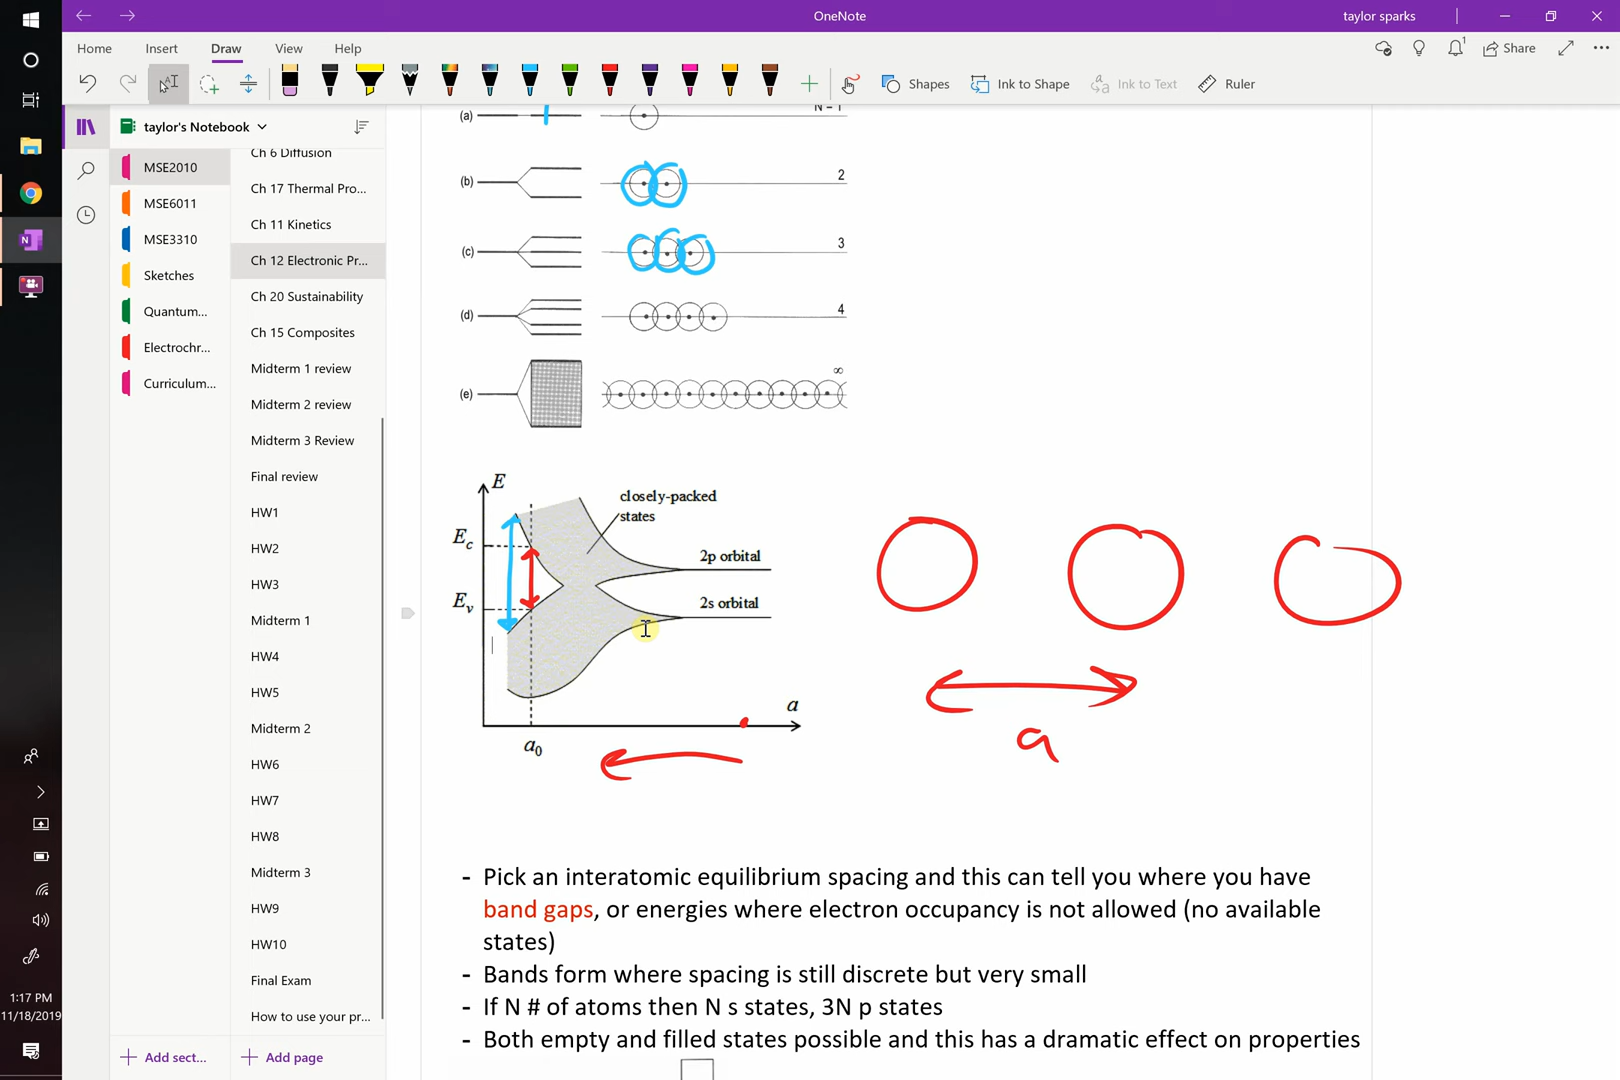 OneNote
taylor sparks
Home Insert Draw View Help
Share
Shapes Ink to Shape Ink to Text Ruler
taylor's Notebook
MSE2010
MSE6011
MSE3310
Sketches
Quantum...
Electrochr...
Curriculum...
Add sect...
Ch 6 Diffusion
Ch 17 Thermal Pro...
Ch 11 Kinetics
Ch 12 Electronic Pr...
Ch 20 Sustainability
Ch 15 Composites
Midterm 1 review
Midterm 2 review
Midterm 3 Review
Final review
HW1
HW2
HW3
Midterm 1
HW4
HW5
Midterm 2
HW6
HW7
HW8
Midterm 3
HW9
HW10
Final Exam
How to use your pr...
Add page
(a) N = 1
(b) 2
(c) 3
(d) 4
(e) ∞
E
closely-packed
states
Ec
2p orbital
Ev
2s orbital
a
a0
a
- Pick an interatomic equilibrium spacing and this can tell you where you have
band gaps, or energies where electron occupancy is not allowed (no available
states)
- Bands form where spacing is still discrete but very small
- If N # of atoms then N s states, 3N p states
- Both empty and filled states possible and this has a dramatic effect on properties
1:17 PM
11/18/2019